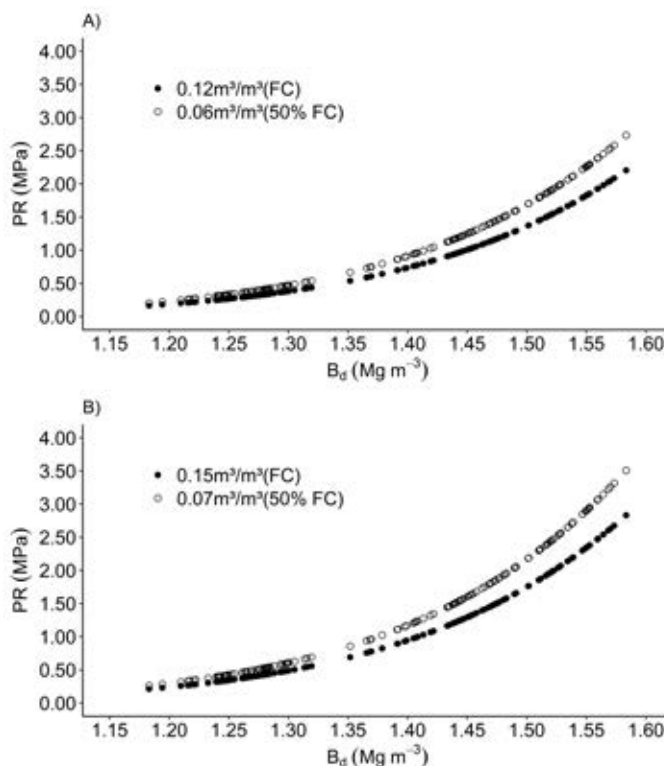 A)
4.00
3.50
3.00
2.50
2.00
1.50
1.00
0.50
0.00
PR (MPa)
● 0.12m³/m³(FC)
○ 0.06m³/m³(50% FC)
1.15 1.20 1.25 1.30 1.35 1.40 1.45 1.50 1.55 1.60
B_d (Mg m⁻³)
B)
4.00
3.50
3.00
2.50
2.00
1.50
1.00
0.50
0.00
PR (MPa)
● 0.15m³/m³(FC)
○ 0.07m³/m³(50% FC)
1.15 1.20 1.25 1.30 1.35 1.40 1.45 1.50 1.55 1.60
B_d (Mg m⁻³)